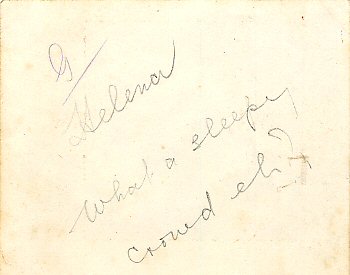 G
Helena
What a sleepy
crowd eh!?